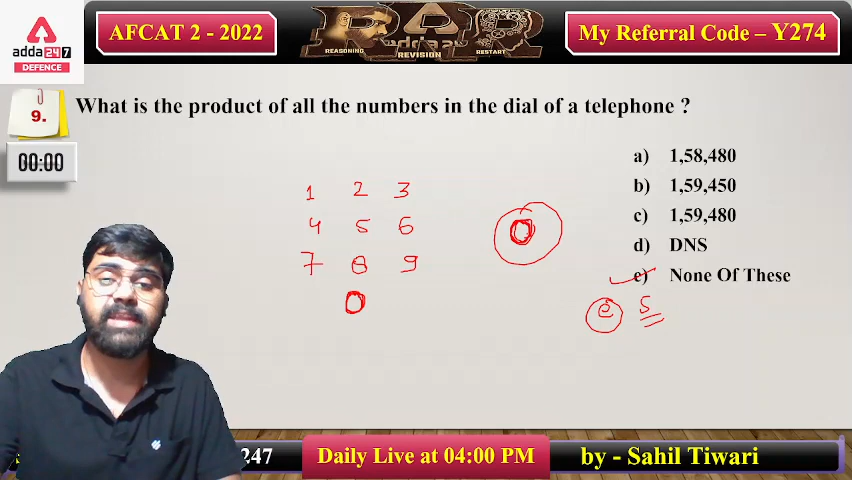 AFCAT 2 - 2022
REASONING
REVISION
RESTART
My Referral Code – Y274
adda247
DEFENCE
9.
What is the product of all the numbers in the dial of a telephone ?
00:00
a) 1,58,480
b) 1,59,450
c) 1,59,480
d) DNS
e) None Of These
1 2 3
4 5 6
7 8 9
0
0
e 5
247
Daily Live at 04:00 PM
by - Sahil Tiwari